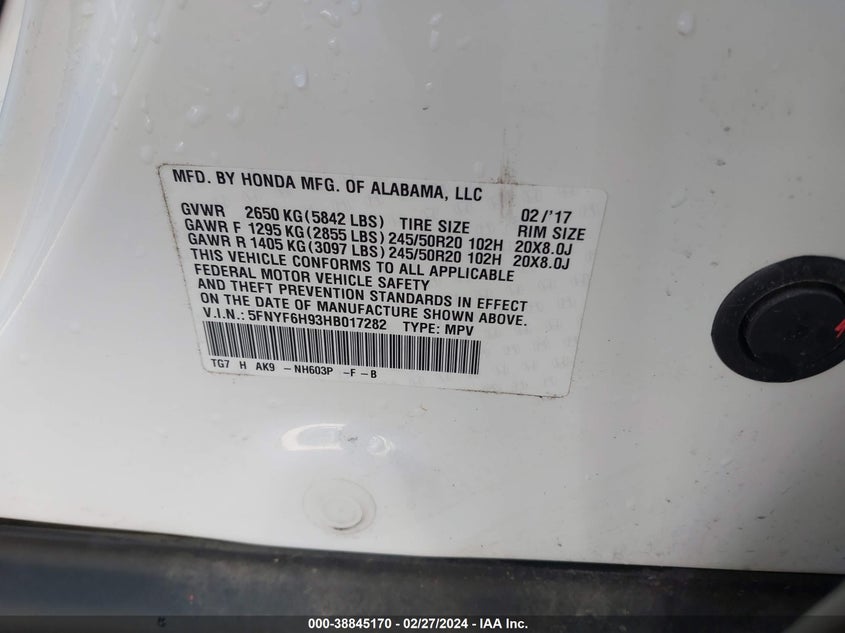 MFD. BY HONDA MFG. OF ALABAMA, LLC
02/'17
GVWR 2650 KG(5842 LBS) TIRE SIZE RIM SIZE
GAWR F 1295 KG(2855 LBS)245/50R20 102H 20X8.0J
GAWR R 1405 KG(3097 LBS)245/50R20 102H 20X8.0J
THIS VEHICLE CONFORMS TO ALL APPLICABLE
FEDERAL MOTOR VEHICLE SAFETY
AND THEFT PREVENTION STANDARDS IN EFFECT
ON THE DATE OF MANUFACTURE SHOWN ABOVE.
V.I.N.:5FNYF6H93HB017282 TYPE: MPV
TG7 H AK9 -NH603P -F-B
000-38845170 - 02/27/2024 - IAA Inc.